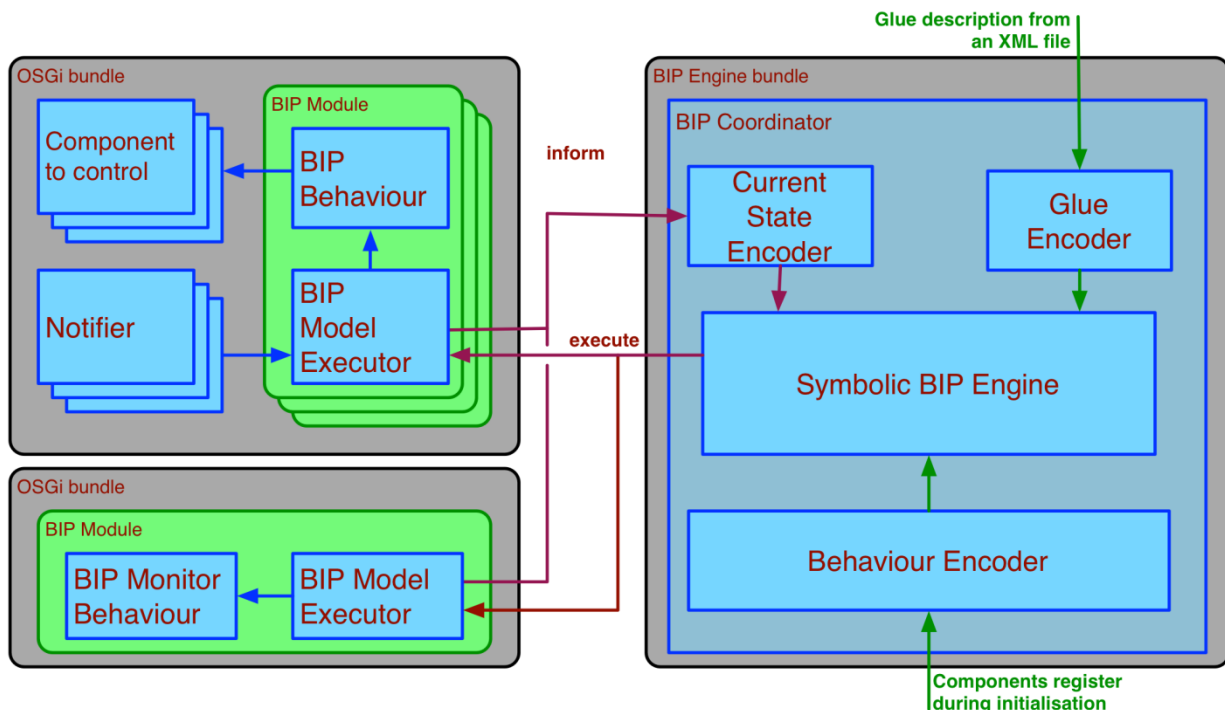 Glue description from
an XML file
OSGi bundle
BIP Module
Component
to control
BIP
Behaviour
Notifier
BIP
Model
Executor
inform
execute
BIP Engine bundle
BIP Coordinator
Current
State
Encoder
Glue
Encoder
Symbolic BIP Engine
Behaviour Encoder
OSGi bundle
BIP Module
BIP Monitor
Behaviour
BIP Model
Executor
Components register
during initialisation